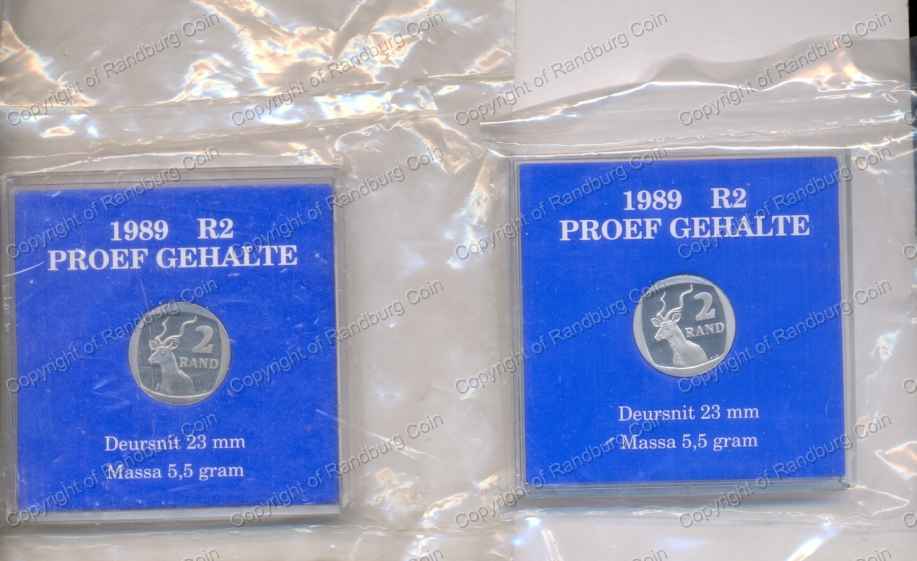 1989 R2
PROEF GEHALTE
2
RAND
Deursnit 23 mm
Massa 5,5 gram
1989 R2
PROEF GEHALTE
2
RAND
Deursnit 23 mm
Massa 5,5 gram
Copyright of Randburg Coin